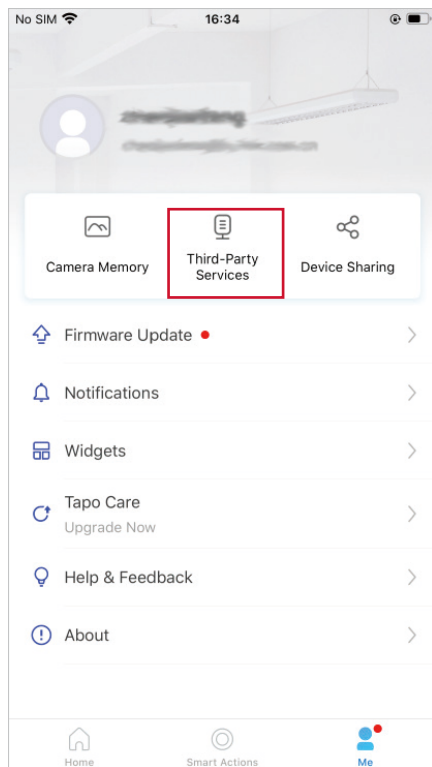 No SIM
16:34
Camera Memory
Third-Party
Services
Device Sharing
Firmware Update
Notifications
Widgets
Tapo Care
Upgrade Now
Help & Feedback
About
Home
Smart Actions
Me